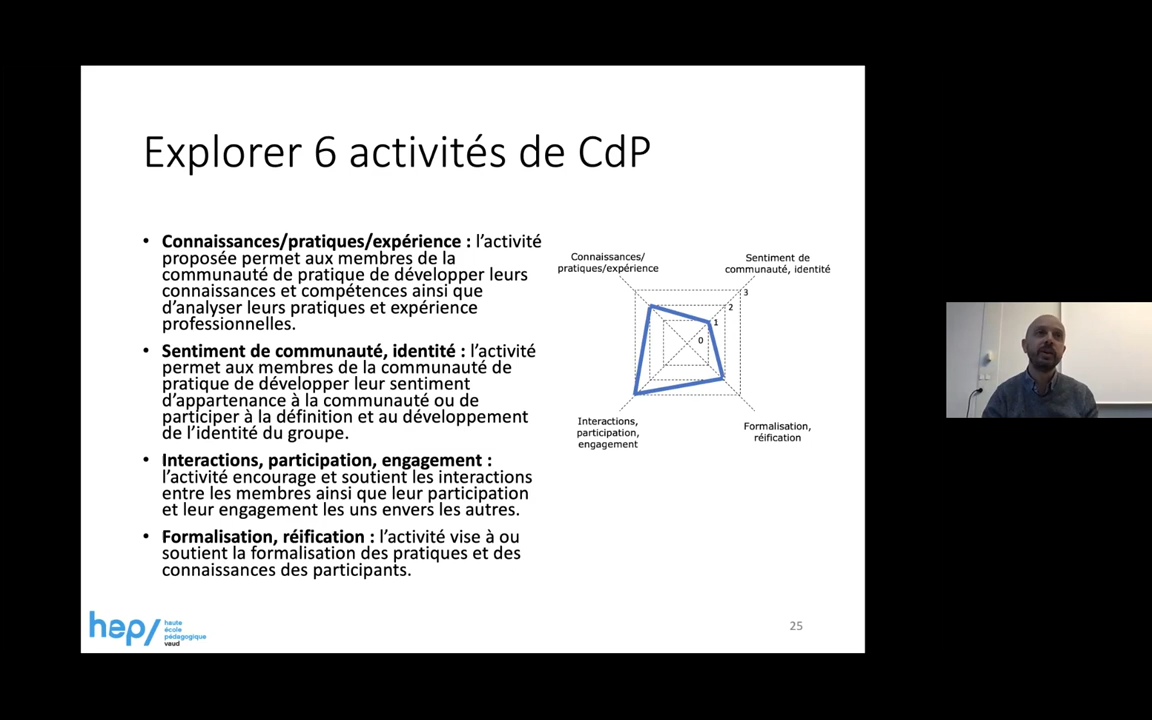 Explorer 6 activités de CdP
• Connaissances/pratiques/expérience : l’activité
proposée permet aux membres de la
communauté de pratique de développer leurs
connaissances et compétences ainsi que
d’analyser leurs pratiques et expérience
professionnelles.
• Sentiment de communauté, identité : l’activité
permet aux membres de la communauté de
pratique de développer leur sentiment
d’appartenance à la communauté ou de
participer à la définition et au développement
de l’identité du groupe.
• Interactions, participation, engagement :
l’activité encourage et soutient les interactions
entre les membres ainsi que leur participation
et leur engagement les uns envers les autres.
• Formalisation, réification : l’activité vise à ou
soutient la formalisation des pratiques et des
connaissances des participants.
Connaissances/
pratiques/expérience
Sentiment de
communauté, identité
3
2
1
0
Interactions,
participation,
engagement
Formalisation,
réification
hep/
haute
école
pédagogique
vaud
25